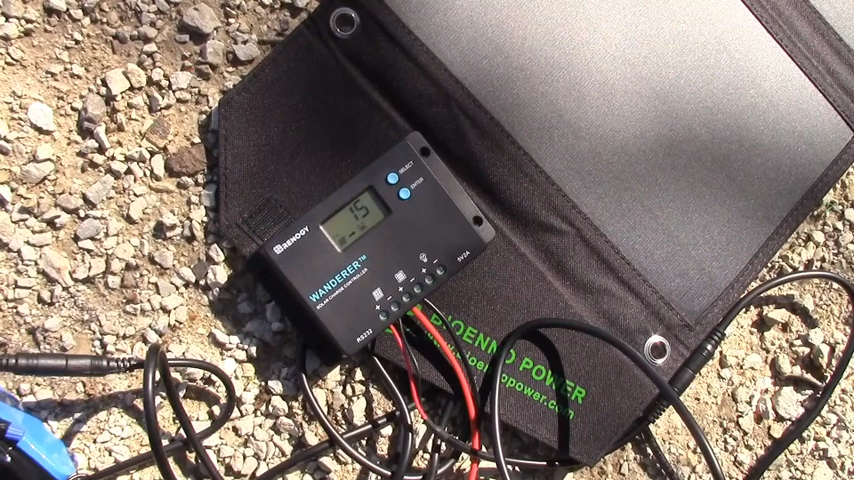 SELECT
ENTER
15
RENOGY
WANDERER™
SOLAR CHARGE CONTROLLER
+ - + - + -
5V2A
RS232
POWER